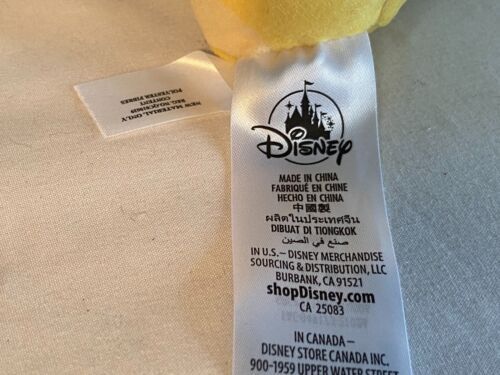 NEW MATERIAL ONLY
POLYESTER FIBRES
CONTENT
Disney
MADE IN CHINA
FABRIQUÉ EN CHINE
HECHO EN CHINA
中國製
ผลิตในประเทศจีน
DIBUAT DI TIONGKOK
صنع في الصين
IN U.S.– DISNEY MERCHANDISE
SOURCING & DISTRIBUTION, LLC
BURBANK, CA 91521
shopDisney.com
CA 25083
IN CANADA–
DISNEY STORE CANADA INC.
900-1959 UPPER WATER STREET